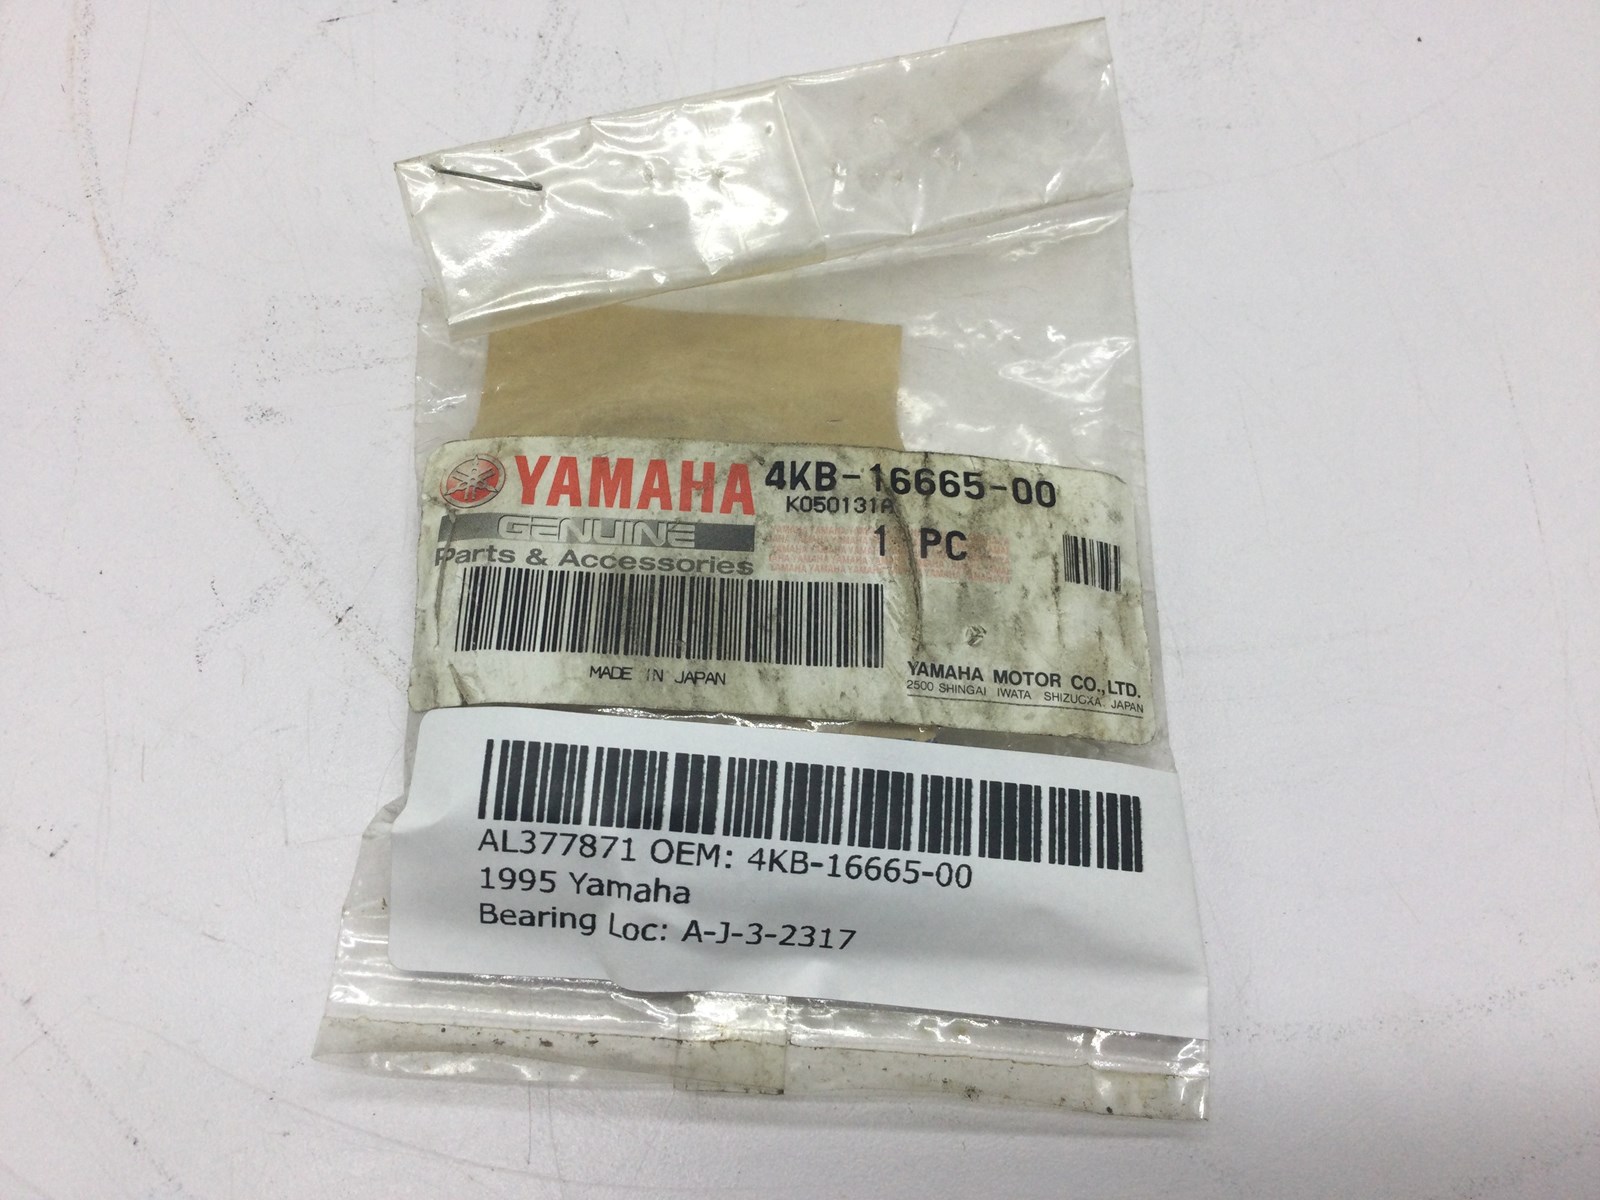 YAMAHA 4KB-16665-00
K050131A
GENUINE
1 PC
Parts & Accessories
MADE IN JAPAN
YAMAHA MOTOR CO.,LTD.
2500 SHINGAI IWATA SHIZUOKA. JAPAN
AL377871 OEM: 4KB-16665-00
1995 Yamaha
Bearing Loc: A-J-3-2317